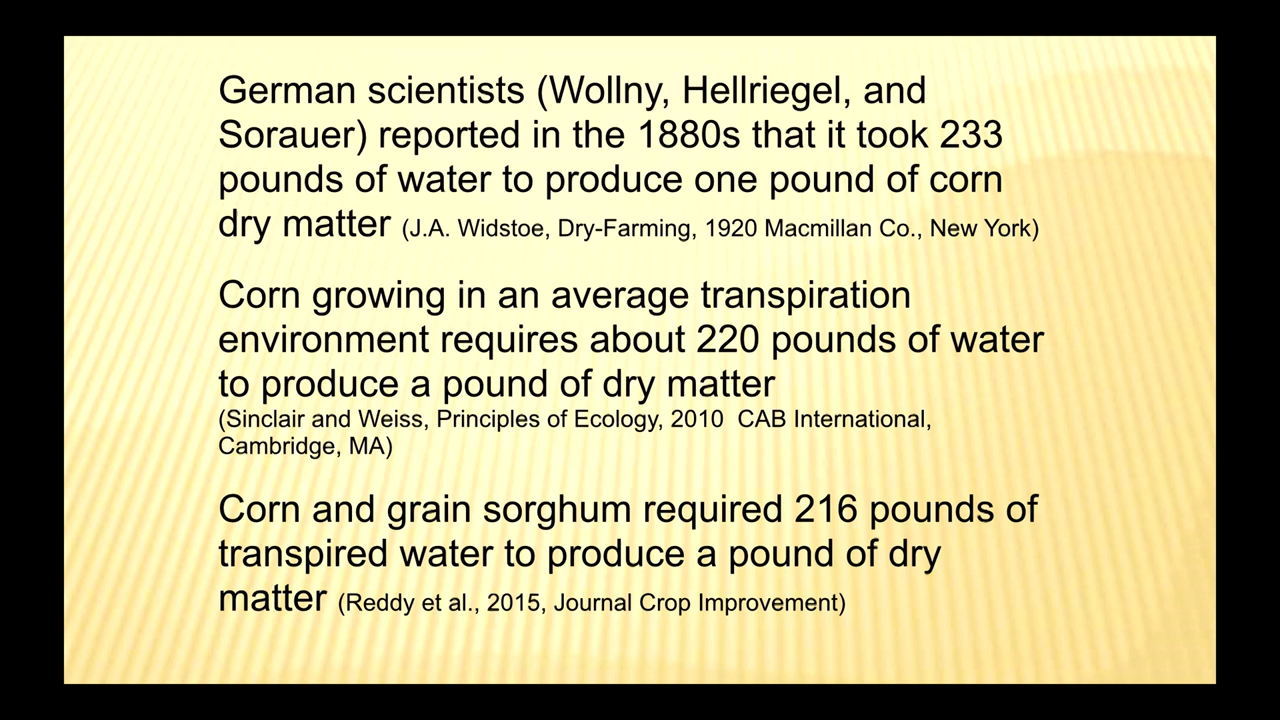 German scientists (Wollny, Hellriegel, and
Sorauer) reported in the 1880s that it took 233
pounds of water to produce one pound of corn
dry matter (J.A. Widstoe, Dry-Farming, 1920 Macmillan Co., New York)
Corn growing in an average transpiration
environment requires about 220 pounds of water
to produce a pound of dry matter
(Sinclair and Weiss, Principles of Ecology, 2010  CAB International,
Cambridge, MA)
Corn and grain sorghum required 216 pounds of
transpired water to produce a pound of dry
matter (Reddy et al., 2015, Journal Crop Improvement)